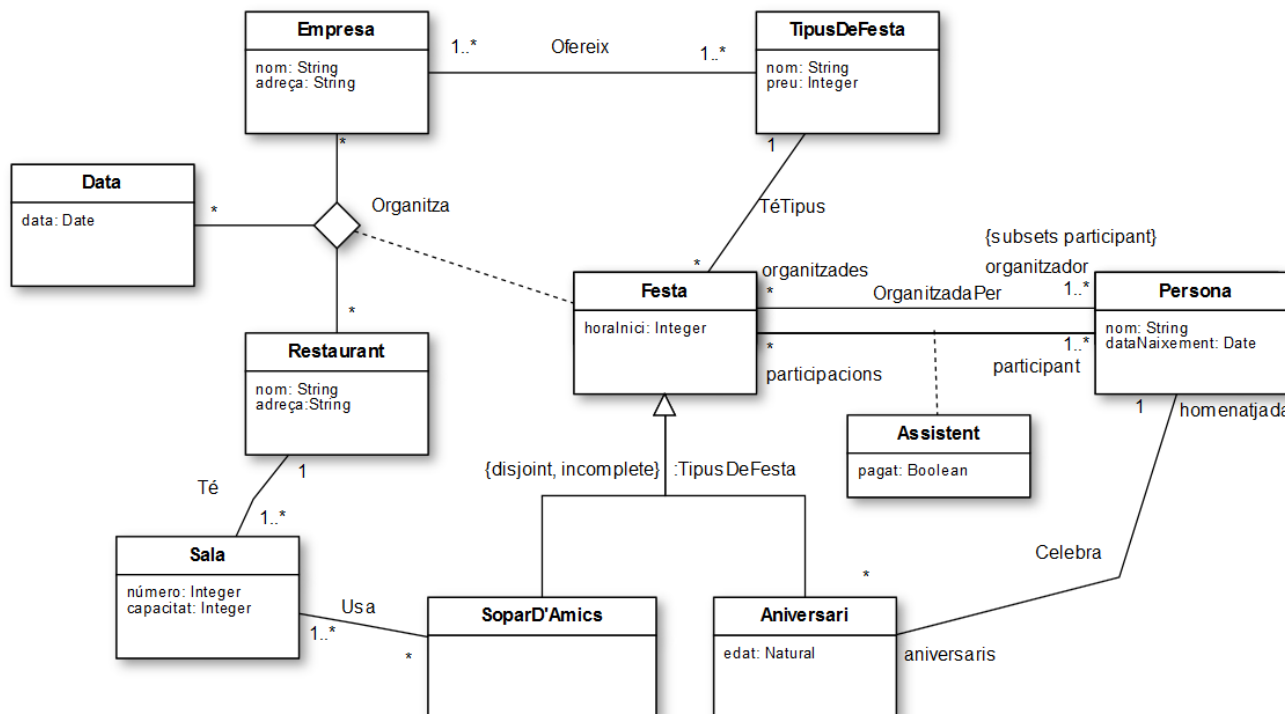 Empresa
nom: String
adreça: String
1..*
Ofereix
1..*
TipusDeFesta
nom: String
preu: Integer
*
1
Data
data: Date
*
Organitza
TéTipus
*
{subsets participant}
organitzades
organitzador
*
Festa
horaInici: Integer
*
OrganitzadaPer
1..*
Persona
nom: String
dataNaixement: Date
Restaurant
nom: String
adreça:String
*
1..*
participacions
participant
1
homenatjada
Assistent
pagat: Boolean
{disjoint, incomplete}
:TipusDeFesta
1
Té
1..*
Sala
número: Integer
capacitat: Integer
Usa
1..*
*
SoparD'Amics
Celebra
*
Aniversari
edat: Natural
aniversaris